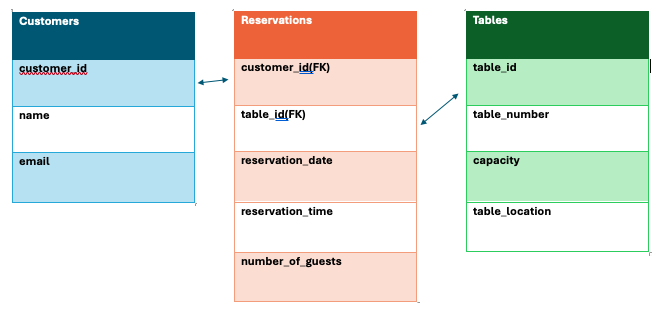 Customers
customer_id
name
email
Reservations
customer_id(FK)
table_id(FK)
reservation_date
reservation_time
number_of_guests
Tables
table_id
table_number
capacity
table_location